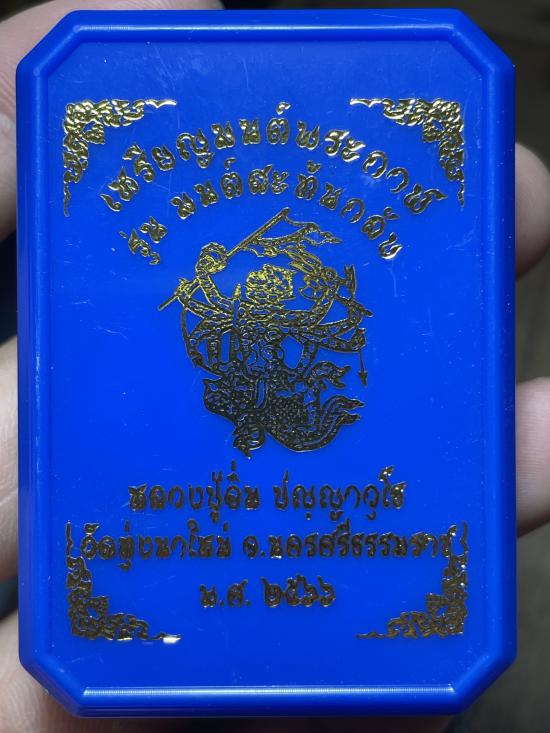 เหรียญมนต์พระกาฬ
รุ่น มนต์สะท้านกลับ
หลวงปู่อิ่น ปญฺญาวุโธ
วัดทุ่งนาใหม่ จ.นครศรีธรรมราช
พ.ศ. ๒๕๖๖